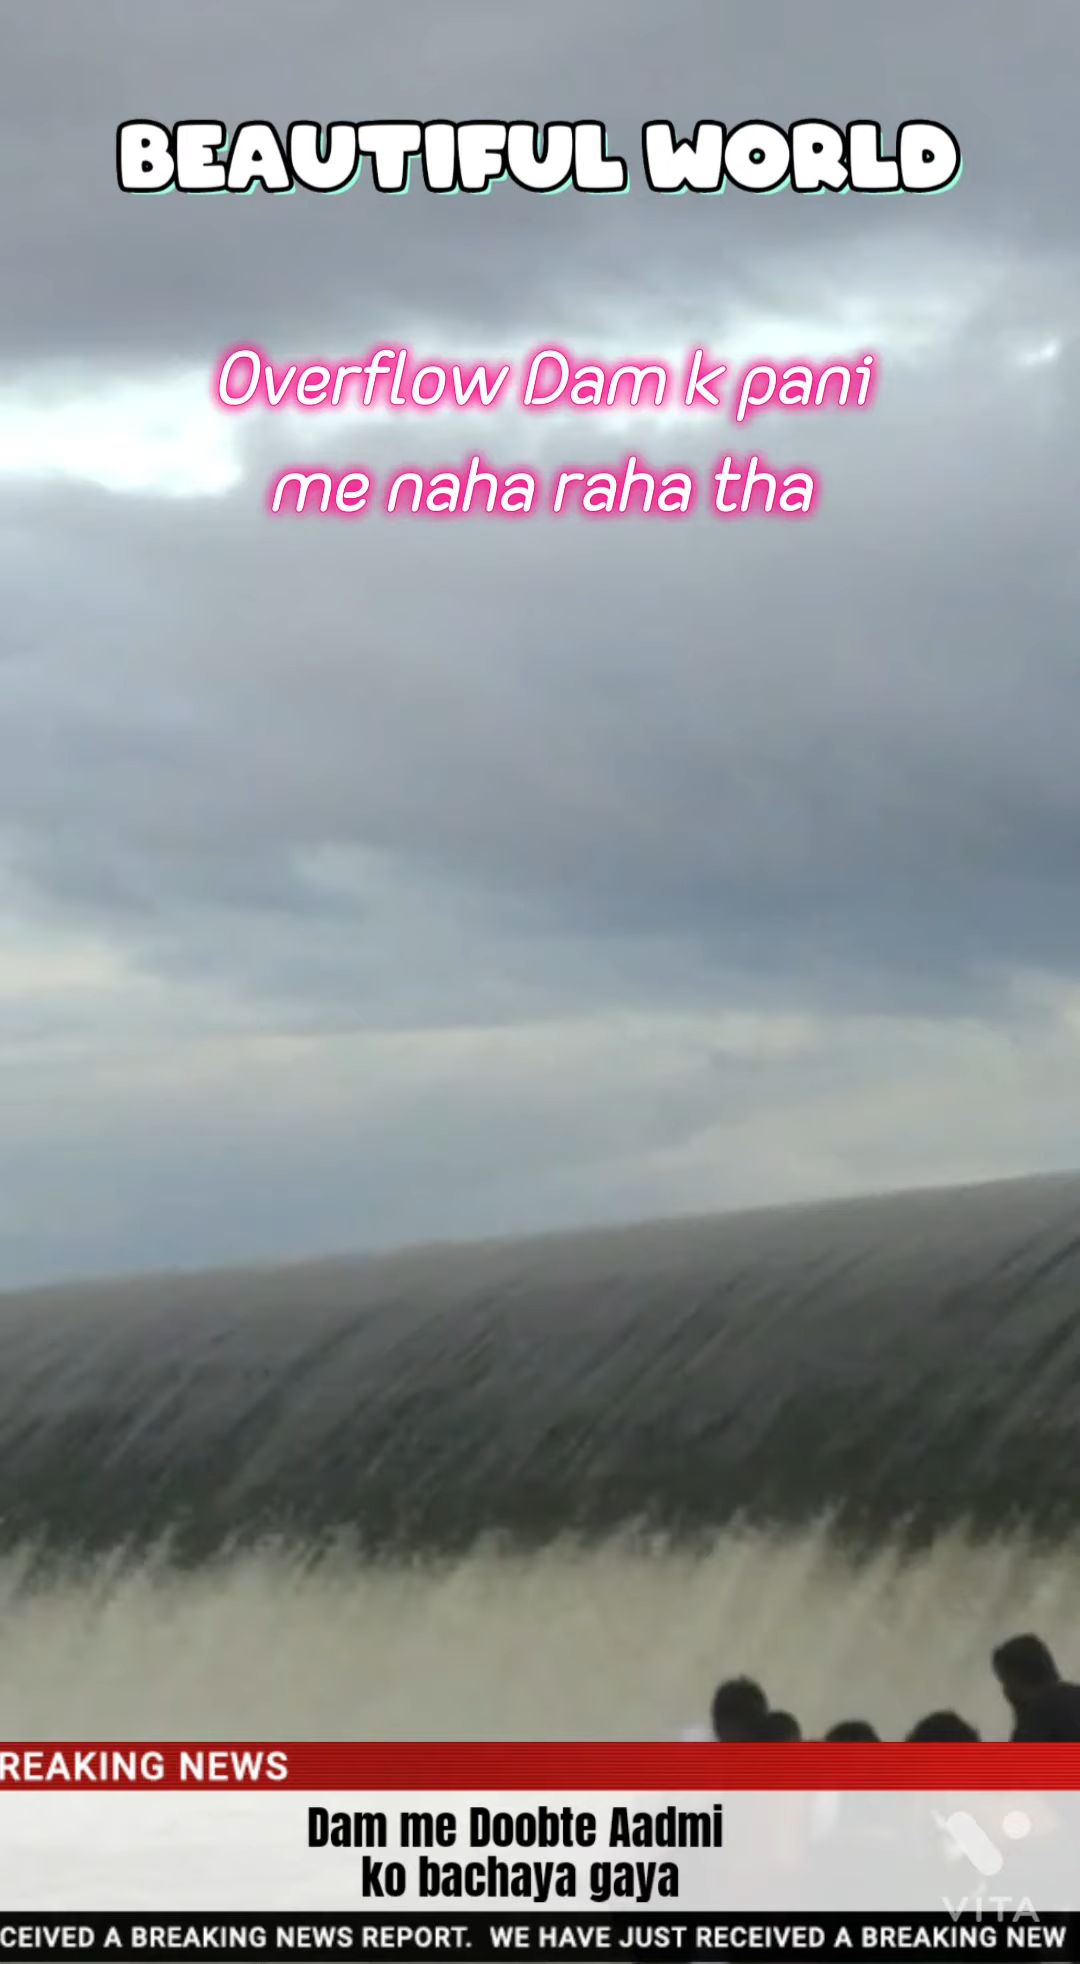 BEAUTIFUL WORLD
Overflow Dam k pani
me naha raha tha
REAKING NEWS
Dam me Doobte Aadmi
ko bachaya gaya
VITA
CEIVED A BREAKING NEWS REPORT. WE HAVE JUST RECEIVED A BREAKING NEW